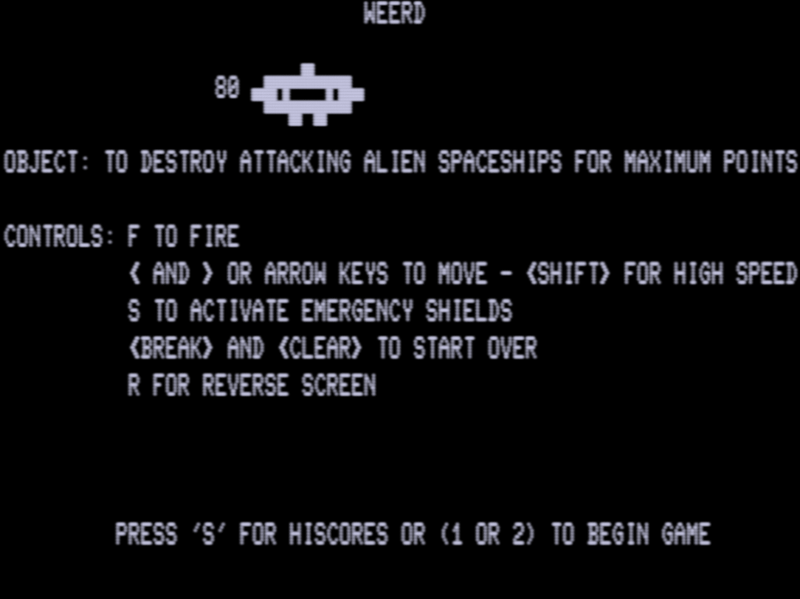 WEERD
80
OBJECT: TO DESTROY ATTACKING ALIEN SPACESHIPS FOR MAXIMUM POINTS
CONTROLS: F TO FIRE
< AND > OR ARROW KEYS TO MOVE - <SHIFT> FOR HIGH SPEED
S TO ACTIVATE EMERGENCY SHIELDS
<BREAK> AND <CLEAR> TO START OVER
R FOR REVERSE SCREEN
PRESS 'S' FOR HISCORES OR (1 OR 2) TO BEGIN GAME